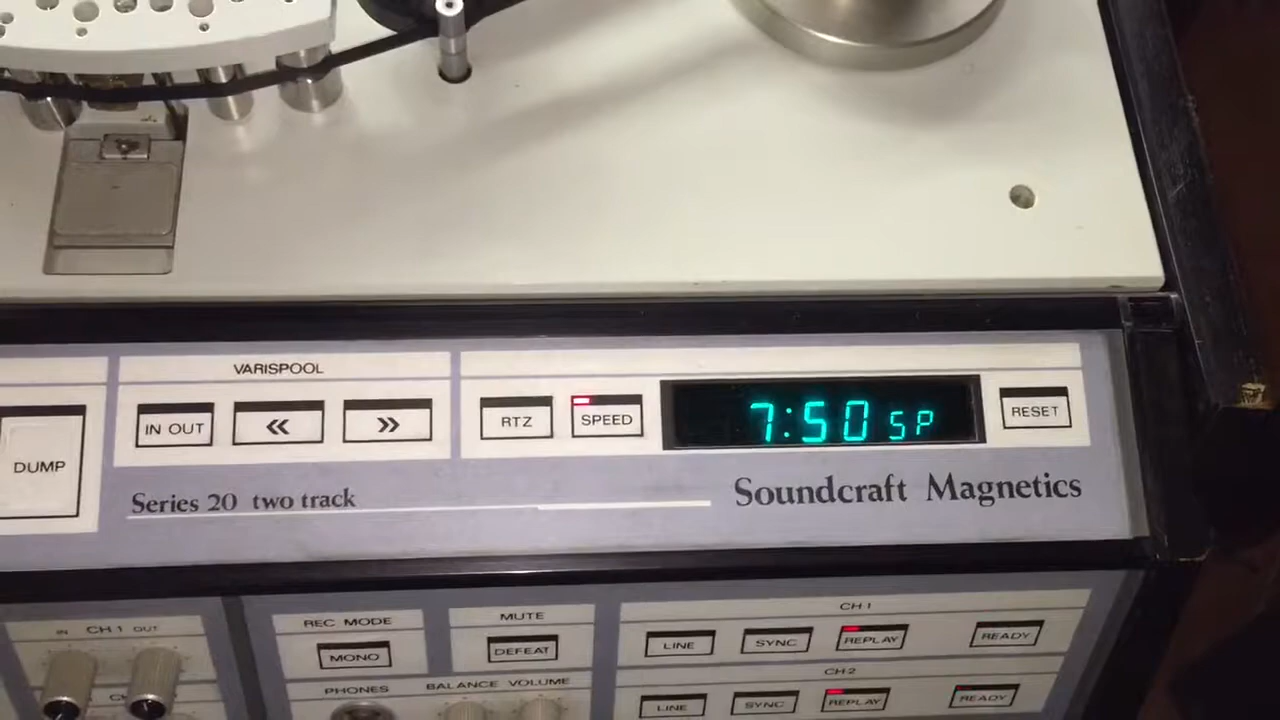 VARISPOOL
IN OUT
«
»
RTZ
SPEED
7:50 SP
RESET
DUMP
Series 20 two track
Soundcraft Magnetics
IN CH 1 OUT
REC MODE
MONO
MUTE
DEFEAT
PHONES
BALANCE VOLUME
CH 1
LINE
SYNC
REPLAY
READY
CH 2
LINE
SYNC
REPLAY
READY